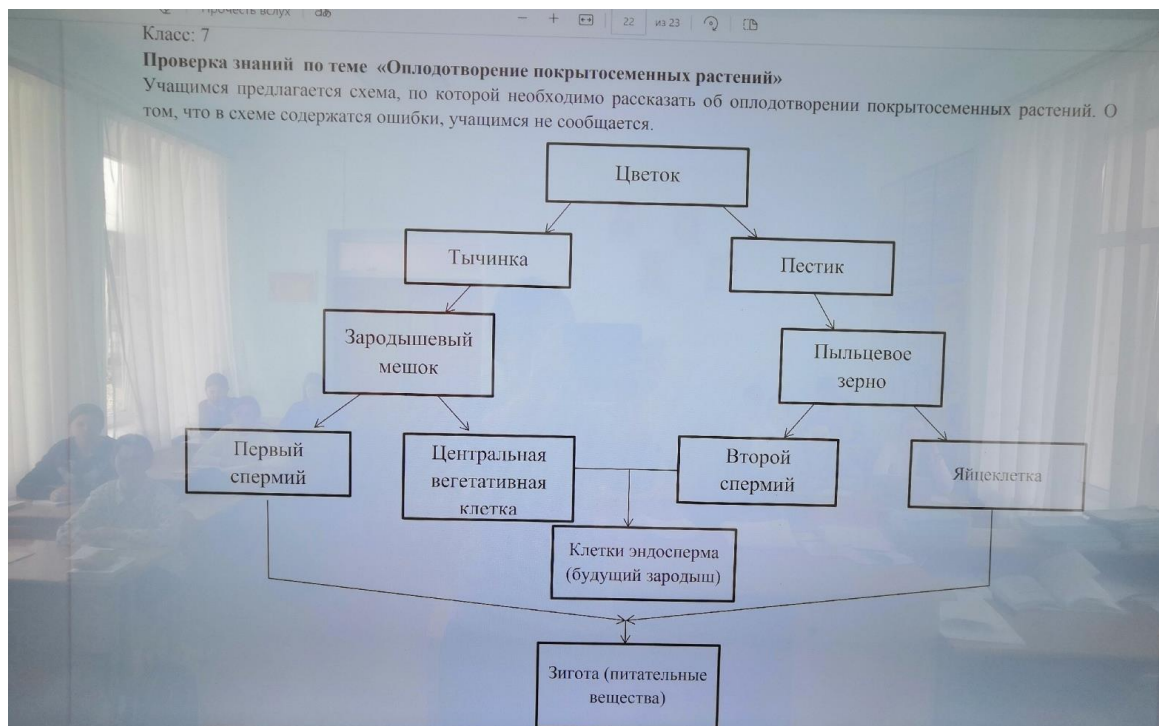 Прочесть вслух
22
из 23
Класс: 7
Проверка знаний по теме «Оплодотворение покрытосеменных растений»
Учащимся предлагается схема, по которой необходимо рассказать об оплодотворении покрытосеменных растений. О
том, что в схеме содержатся ошибки, учащимся не сообщается.
Цветок
Тычинка
Пестик
Зародышевый
мешок
Пыльцевое
зерно
Первый
спермий
Центральная
вегетативная
клетка
Второй
спермий
Яйцеклетка
Клетки эндосперма
(будущий зародыш)
Зигота (питательные
вещества)